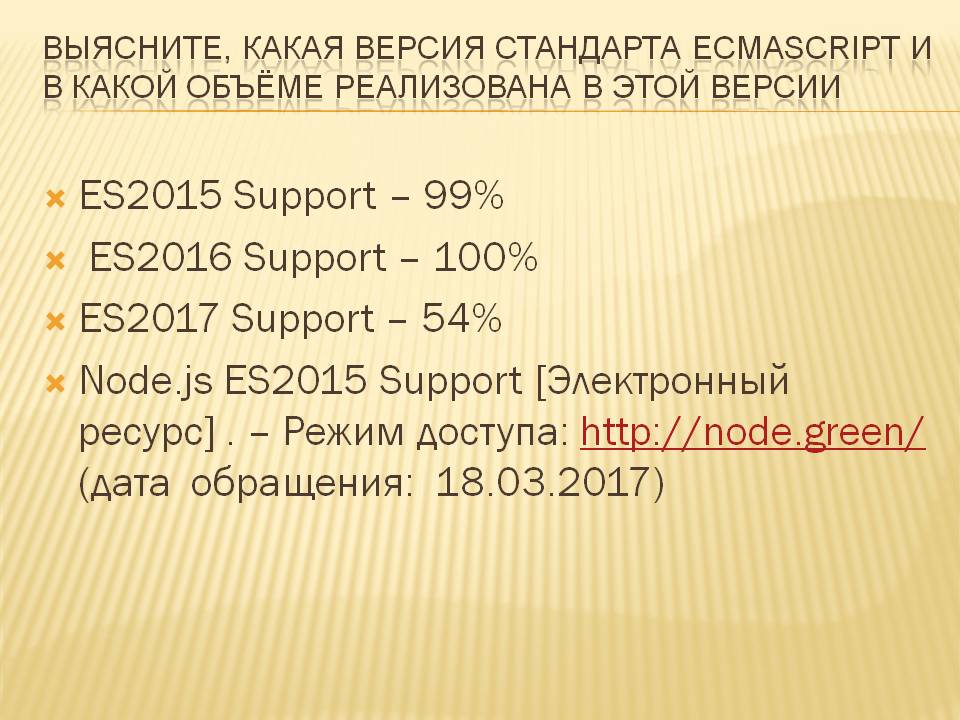 ВЫЯСНИТЕ, КАКАЯ ВЕРСИЯ СТАНДАРТА ECMASCRIPT И
В КАКОЙ ОБЪЁМЕ РЕАЛИЗОВАНА В ЭТОЙ ВЕРСИИ
ES2015 Support – 99%
ES2016 Support – 100%
ES2017 Support – 54%
Node.js ES2015 Support [Электронный
ресурс] . – Режим доступа: http://node.green/
(дата обращения: 18.03.2017)